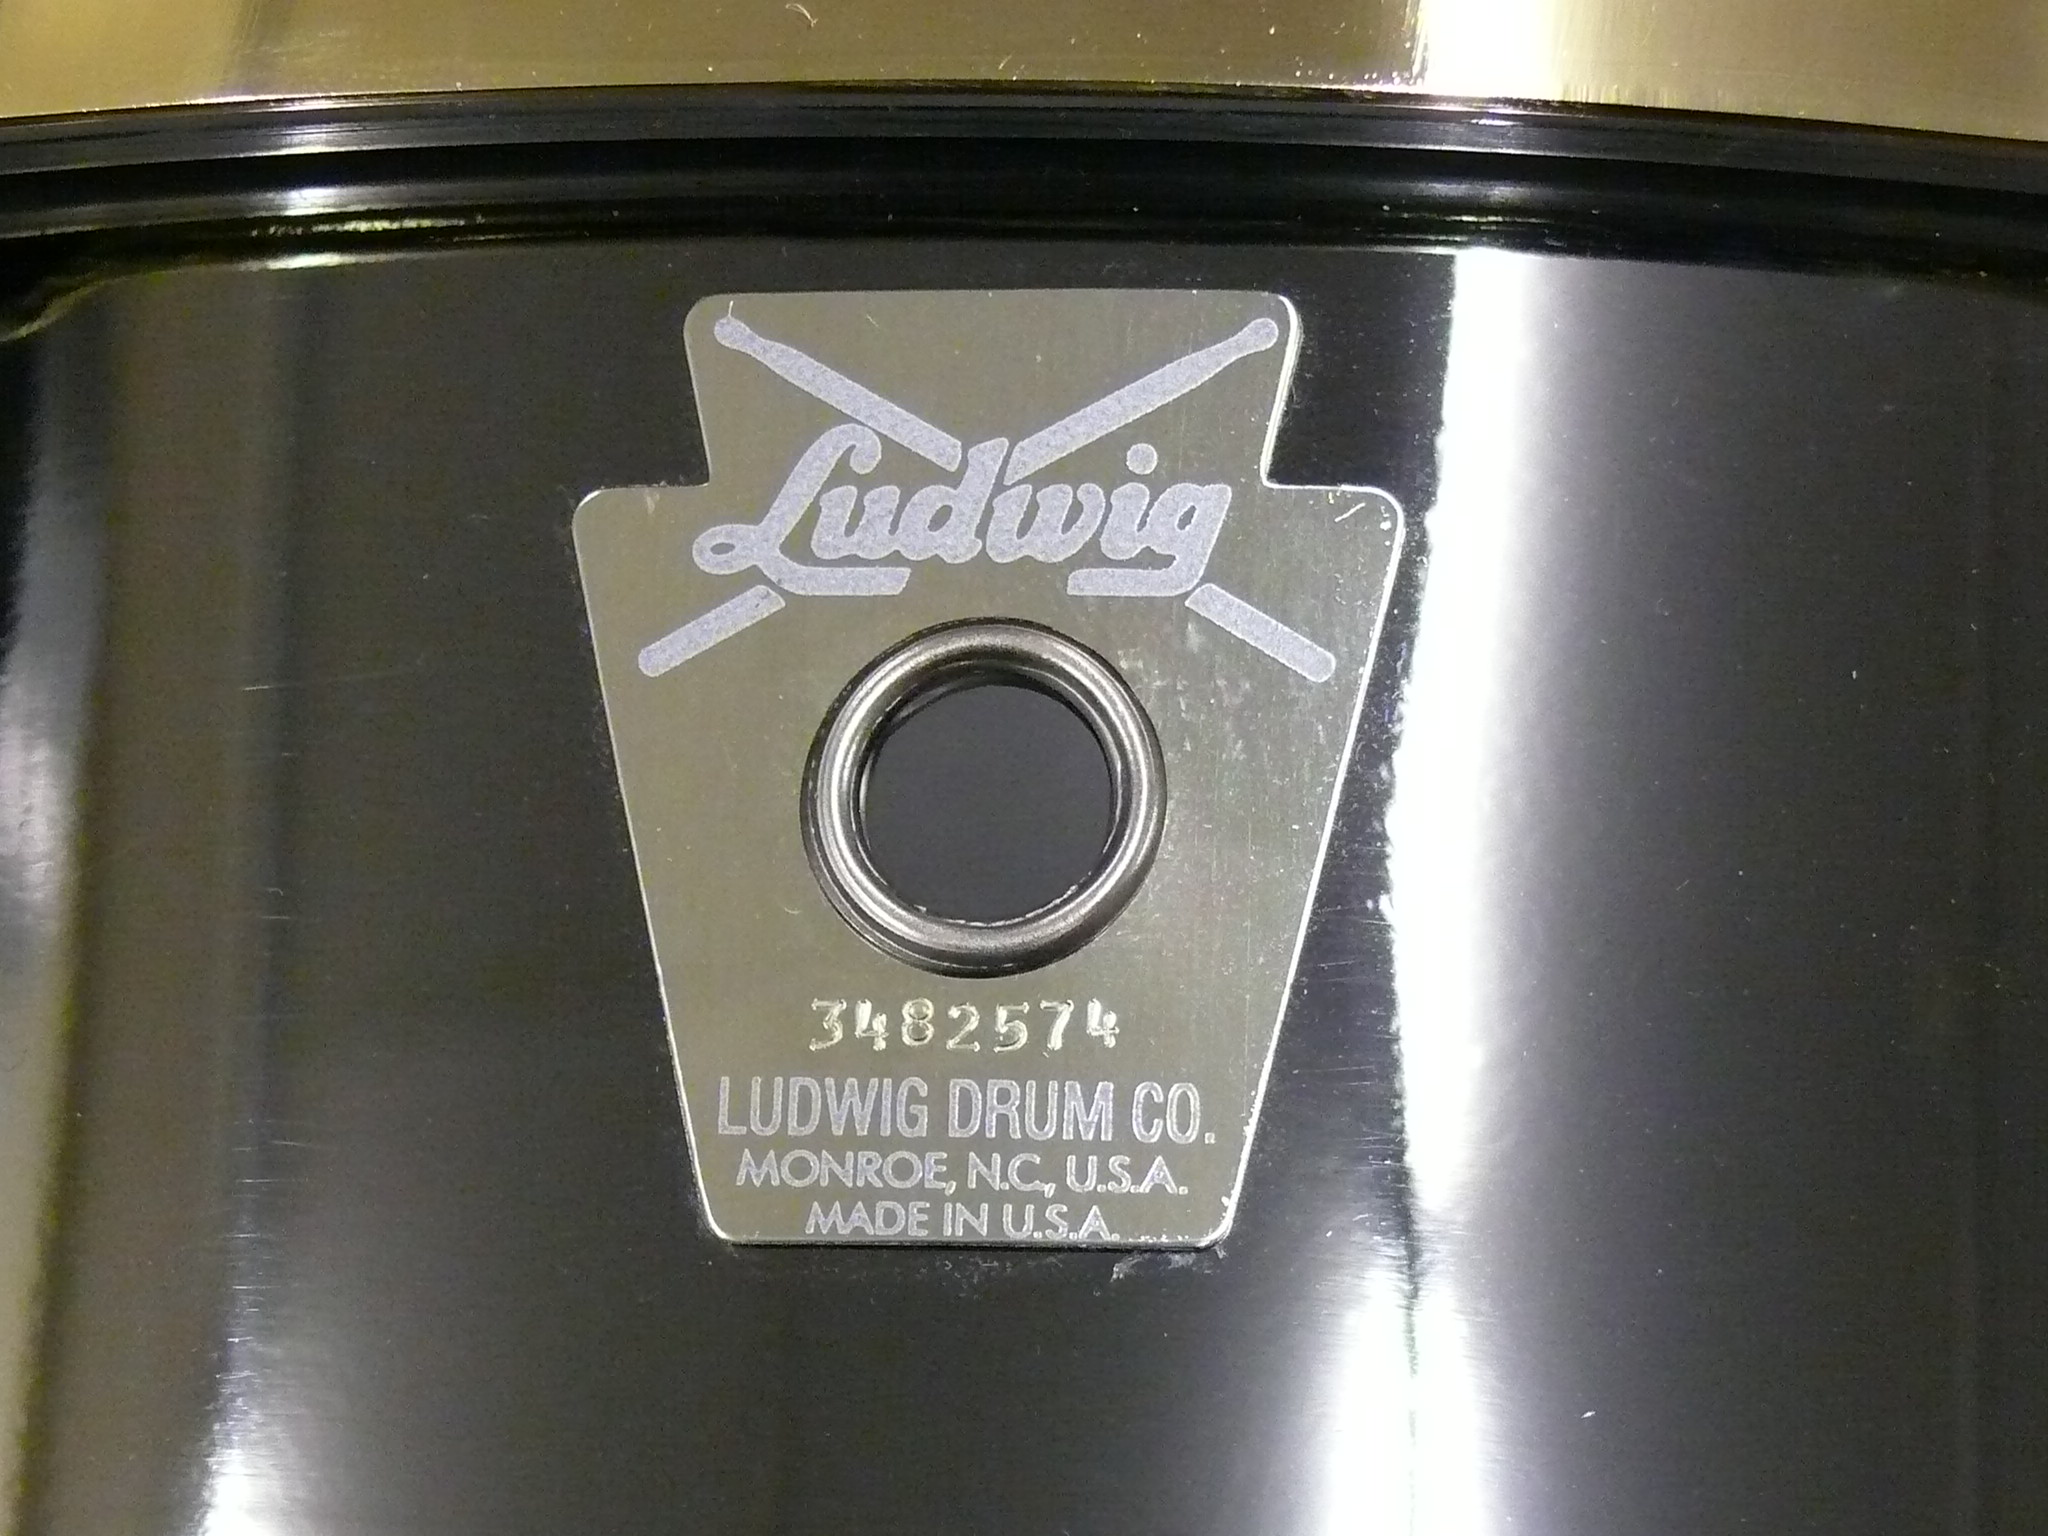 Ludwig
3482574
LUDWIG DRUM CO.
MONROE, N.C., U.S.A.
MADE IN U.S.A.